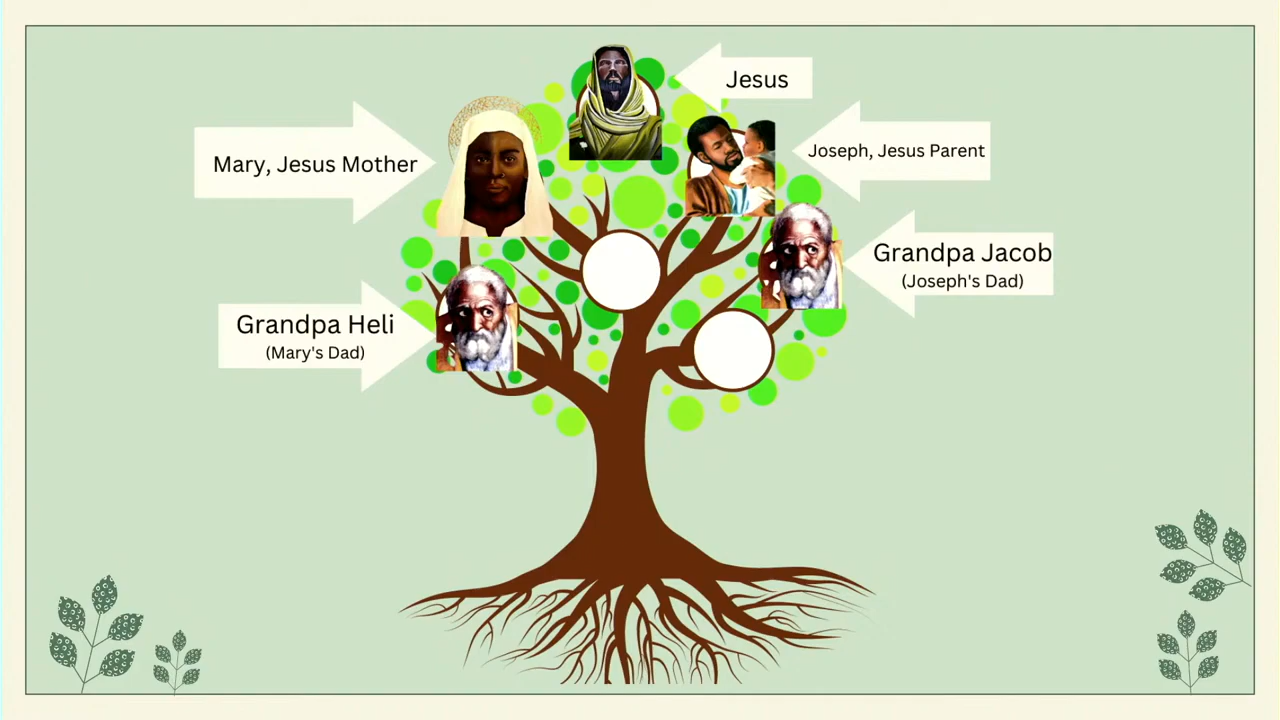 Jesus
Mary, Jesus Mother
Joseph, Jesus Parent
Grandpa Jacob
(Joseph's Dad)
Grandpa Heli
(Mary's Dad)